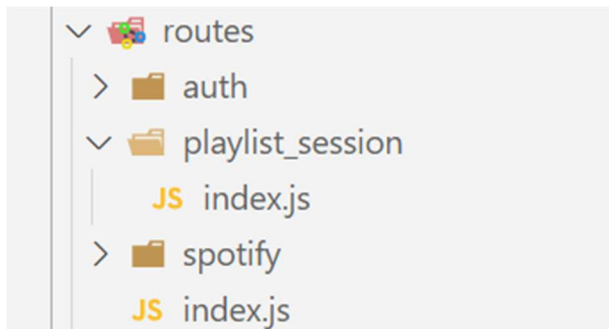 routes
auth
playlist_session
JS index.js
spotify
JS index.js